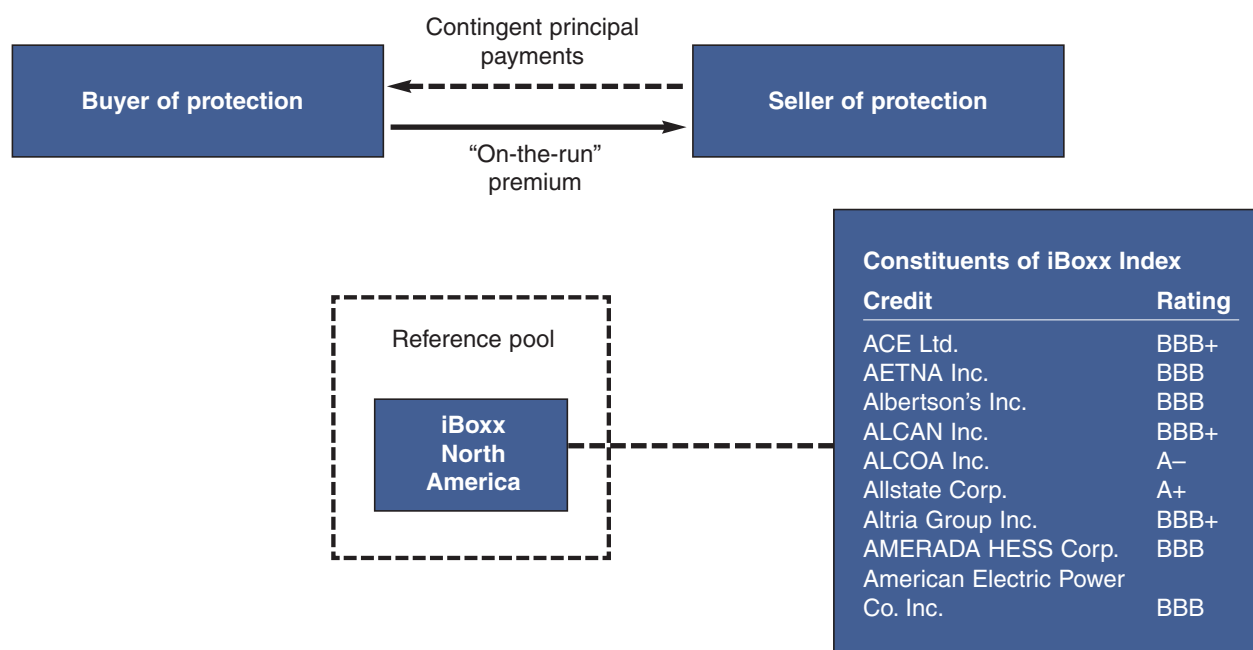 Contingent principal
payments
Buyer of protection
Seller of protection
“On-the-run”
premium
Reference pool
iBoxx
North
America
Constituents of iBoxx Index
Credit Rating
ACE Ltd. BBB+
AETNA Inc. BBB
Albertson’s Inc. BBB
ALCAN Inc. BBB+
ALCOA Inc. A–
Allstate Corp. A+
Altria Group Inc. BBB+
AMERADA HESS Corp. BBB
American Electric Power
Co. Inc. BBB